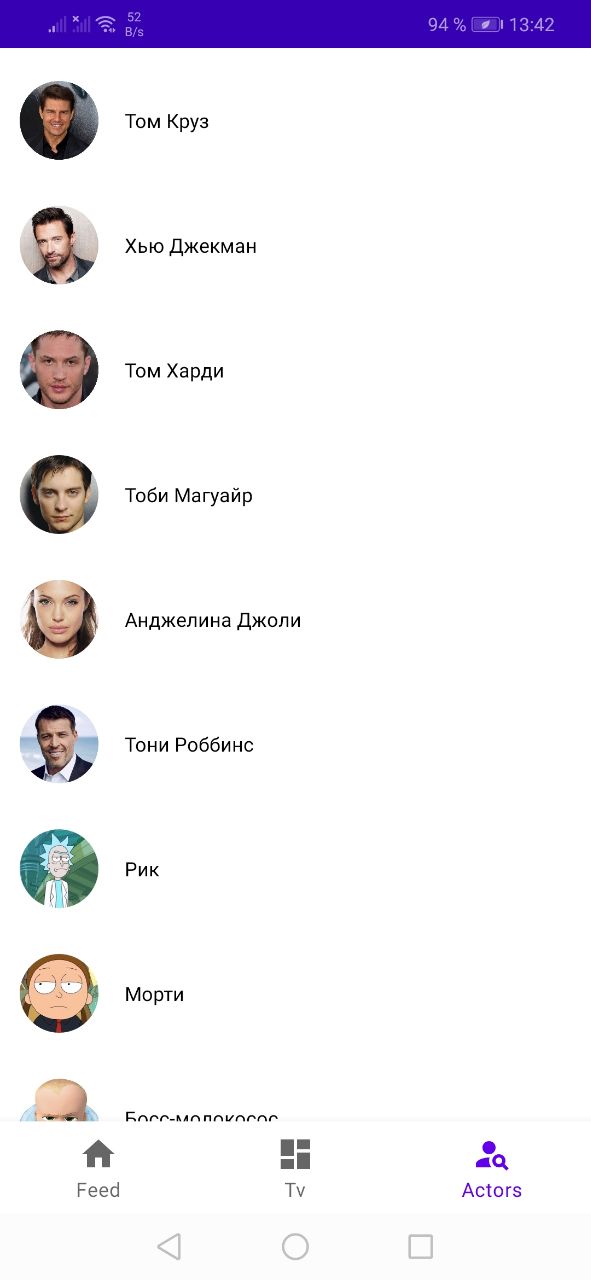 52
B/s
94 %
13:42
Том Круз
Хью Джекман
Том Харди
Тоби Магуайр
Анджелина Джоли
Тони Роббинс
Рик
Морти
Босс-молокосос
Feed
Tv
Actors